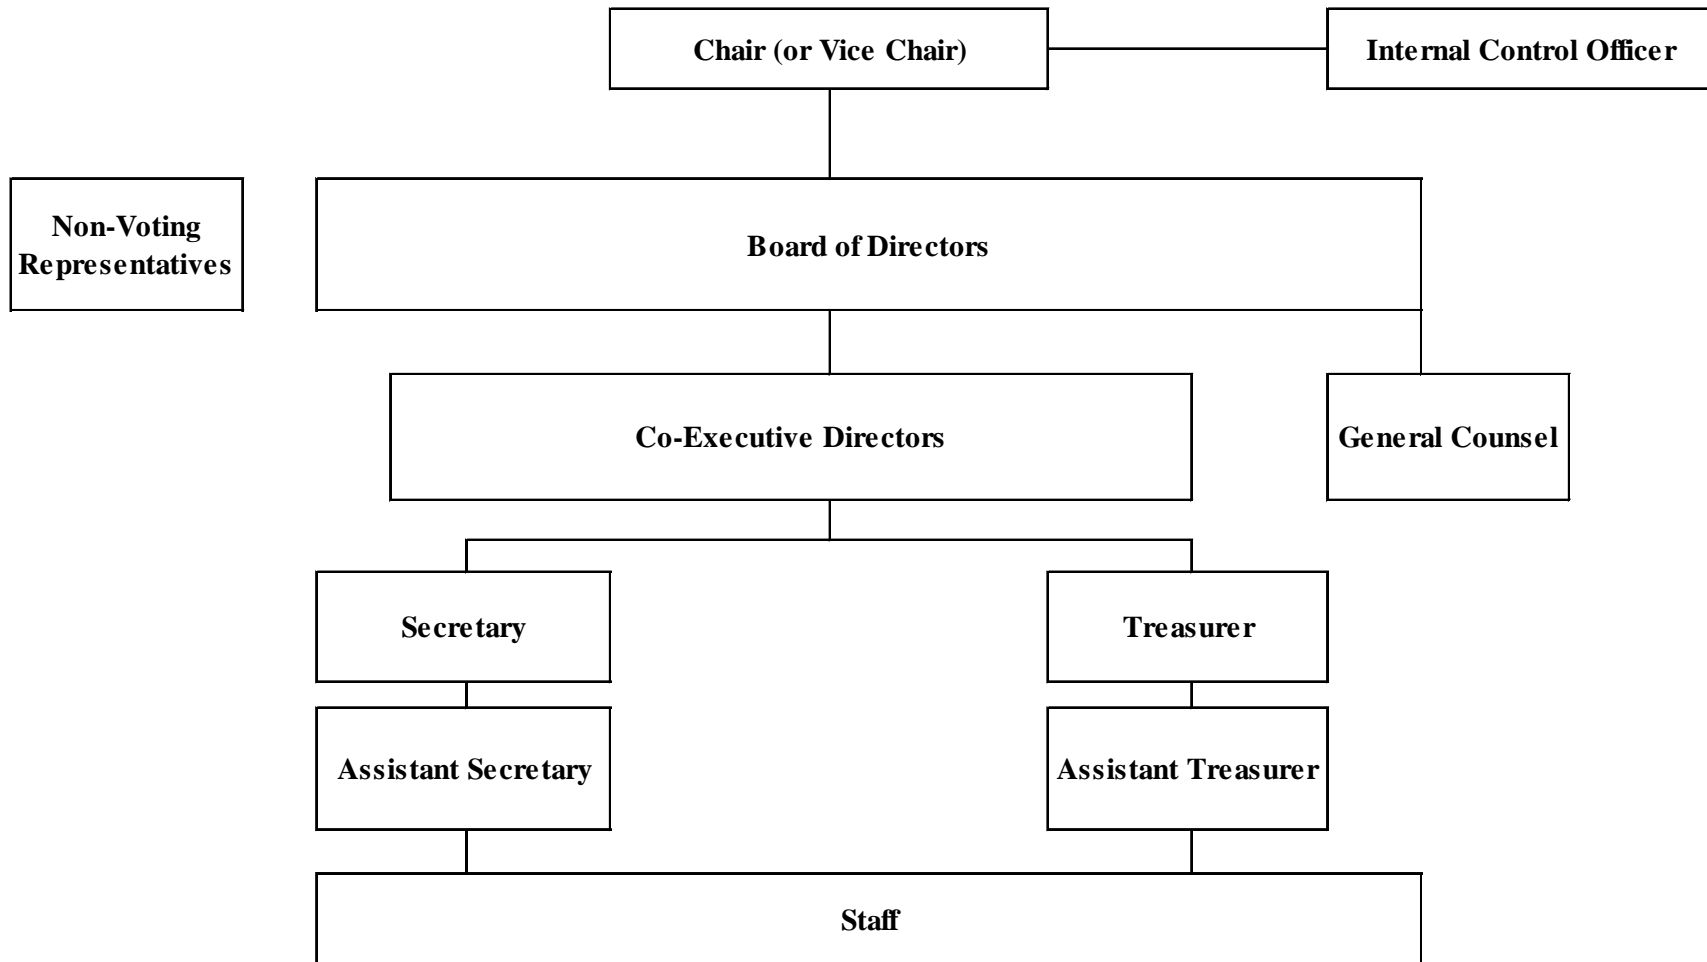 Chair (or Vice Chair)
Internal Control Officer
Non-Voting
Representatives
Board of Directors
Co-Executive Directors
General Counsel
Secretary
Treasurer
Assistant Secretary
Assistant Treasurer
Staff